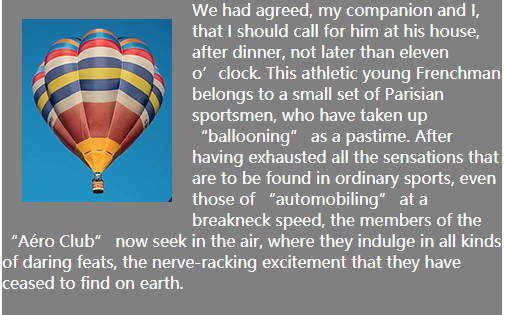 We had agreed, my companion and I,
that I should call for him at his house,
after dinner, not later than eleven
o’ clock. This athletic young Frenchman
belongs to a small set of Parisian
sportsmen, who have taken up
“ballooning” as a pastime. After
having exhausted all the sensations that
are to be found in ordinary sports, even
those of “automobiling” at a
breakneck speed, the members of the
“Aéro Club” now seek in the air, where they indulge in all kinds
of daring feats, the nerve-racking excitement that they have
ceased to find on earth.